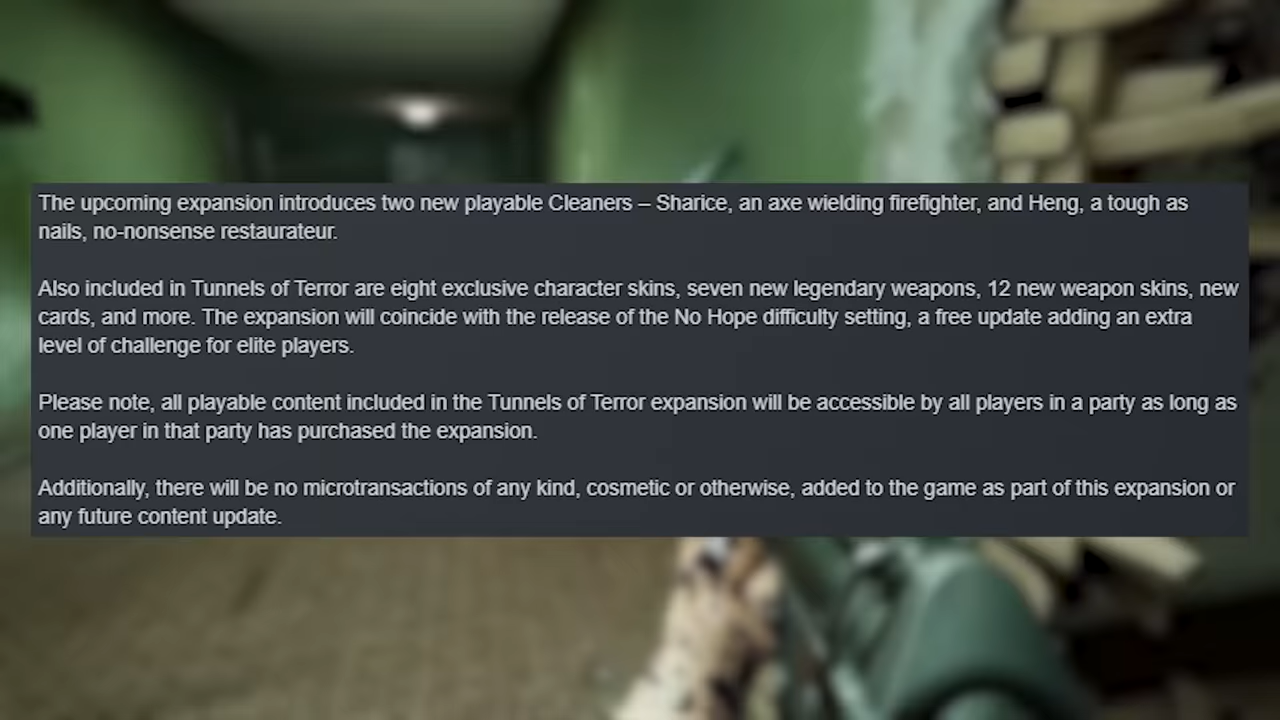 The upcoming expansion introduces two new playable Cleaners – Sharice, an axe wielding firefighter, and Heng, a tough as
nails, no-nonsense restaurateur.
Also included in Tunnels of Terror are eight exclusive character skins, seven new legendary weapons, 12 new weapon skins, new
cards, and more. The expansion will coincide with the release of the No Hope difficulty setting, a free update adding an extra
level of challenge for elite players.
Please note, all playable content included in the Tunnels of Terror expansion will be accessible by all players in a party as long as
one player in that party has purchased the expansion.
Additionally, there will be no microtransactions of any kind, cosmetic or otherwise, added to the game as part of this expansion or
any future content update.